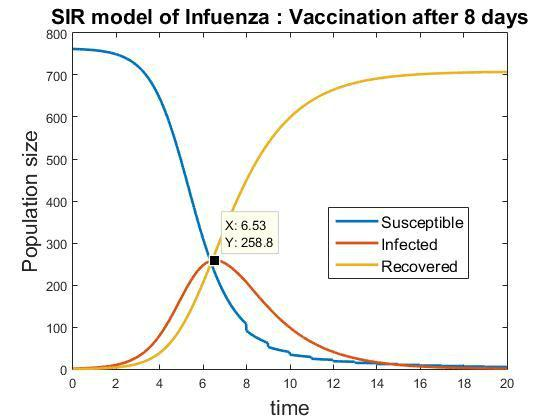 SIR model of Infuenza : Vaccination after 8 days
800
700
600
500
400
300
200
100
0
Population size
X: 6.53
Y: 258.8
Susceptible
Infected
Recovered
0 2 4 6 8 10 12 14 16 18 20
time